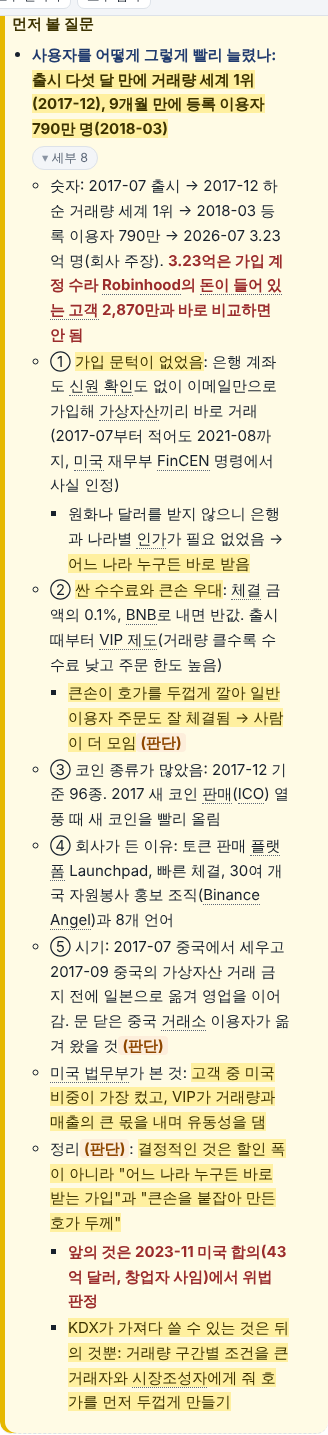 먼저 볼 질문
• 사용자를 어떻게 그렇게 빨리 늘렸나:
출시 다섯 달 만에 거래량 세계 1위
(2017-12), 9개월 만에 등록 이용자
790만 명(2018-03)
▾ 세부 8
○ 숫자: 2017-07 출시 → 2017-12 하
순 거래량 세계 1위 → 2018-03 등
록 이용자 790만 → 2026-07 3.23
억 명(회사 주장). 3.23억은 가입 계
정 수라 Robinhood의 돈이 들어 있
는 고객 2,870만과 바로 비교하면
안 됨
○ ① 가입 문턱이 없었음: 은행 계좌
도 신원 확인도 없이 이메일만으로
가입해 가상자산끼리 바로 거래
(2017-07부터 적어도 2021-08까
지, 미국 재무부 FinCEN 명령에서
사실 인정)
▪ 원화나 달러를 받지 않으니 은행
과 나라별 인가가 필요 없었음 →
어느 나라 누구든 바로 받음
○ ② 싼 수수료와 큰손 우대: 체결 금
액의 0.1%, BNB로 내면 반값. 출시
때부터 VIP 제도(거래량 클수록 수
수료 낮고 주문 한도 높음)
▪ 큰손이 호가를 두껍게 깔아 일반
이용자 주문도 잘 체결됨 → 사람
이 더 모임 (판단)
○ ③ 코인 종류가 많았음: 2017-12 기
준 96종. 2017 새 코인 판매(ICO) 열
풍 때 새 코인을 빨리 올림
○ ④ 회사가 든 이유: 토큰 판매 플랫
폼 Launchpad, 빠른 체결, 30여 개
국 자원봉사 홍보 조직(Binance
Angel)과 8개 언어
○ ⑤ 시기: 2017-07 중국에서 세우고
2017-09 중국의 가상자산 거래 금
지 전에 일본으로 옮겨 영업을 이어
감. 문 닫은 중국 거래소 이용자가 옮
겨 왔을 것 (판단)
○ 미국 법무부가 본 것: 고객 중 미국
비중이 가장 컸고, VIP가 거래량과
매출의 큰 몫을 내며 유동성을 댐
○ 정리 (판단) : 결정적인 것은 할인 폭
이 아니라 "어느 나라 누구든 바로
받는 가입"과 "큰손을 붙잡아 만든
호가 두께"
▪ 앞의 것은 2023-11 미국 합의(43
억 달러, 창업자 사임)에서 위법
판정
▪ KDX가 가져다 쓸 수 있는 것은 뒤
의 것뿐: 거래량 구간별 조건을 큰
거래자와 시장조성자에게 줘 호
가를 먼저 두껍게 만들기